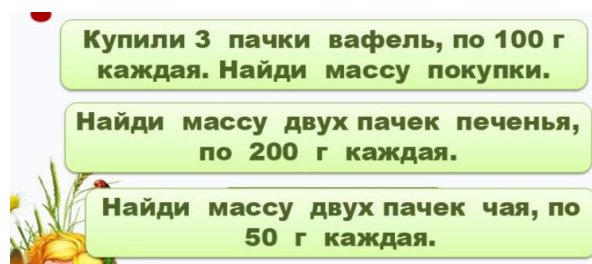 Купили 3 пачки вафель, по 100 г
каждая. Найди массу покупки.
Найди массу двух пачек печенья,
по 200 г каждая.
Найди массу двух пачек чая, по
50 г каждая.